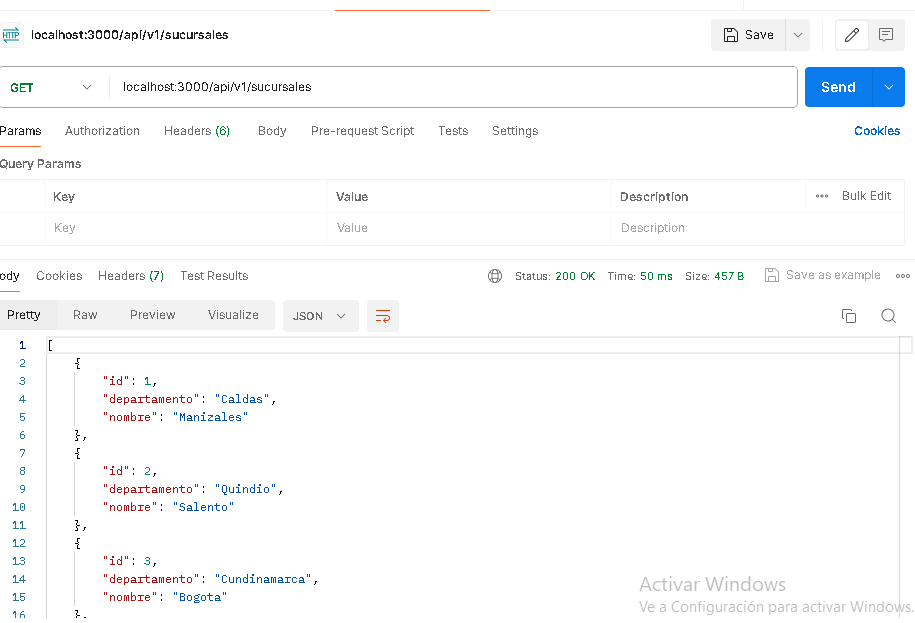 HTTP localhost:3000/api/v1/sucursales Save
GET localhost:3000/api/v1/sucursales Send
Params Authorization Headers (6) Body Pre-request Script Tests Settings Cookies
Query Params
Key Value Description ••• Bulk Edit
Key Value Description
ody Cookies Headers (7) Test Results Status: 200 OK Time: 50 ms Size: 457 B Save as example
Pretty Raw Preview Visualize JSON
1 [
2 {
3 "id": 1,
4 "departamento": "Caldas",
5 "nombre": "Manizales"
6 },
7 {
8 "id": 2,
9 "departamento": "Quindio",
10 "nombre": "Salento"
11 },
12 {
13 "id": 3,
14 "departamento": "Cundinamarca",
15 "nombre": "Bogota"
16 },
Activar Windows
Ve a Configuración para activar Windows.